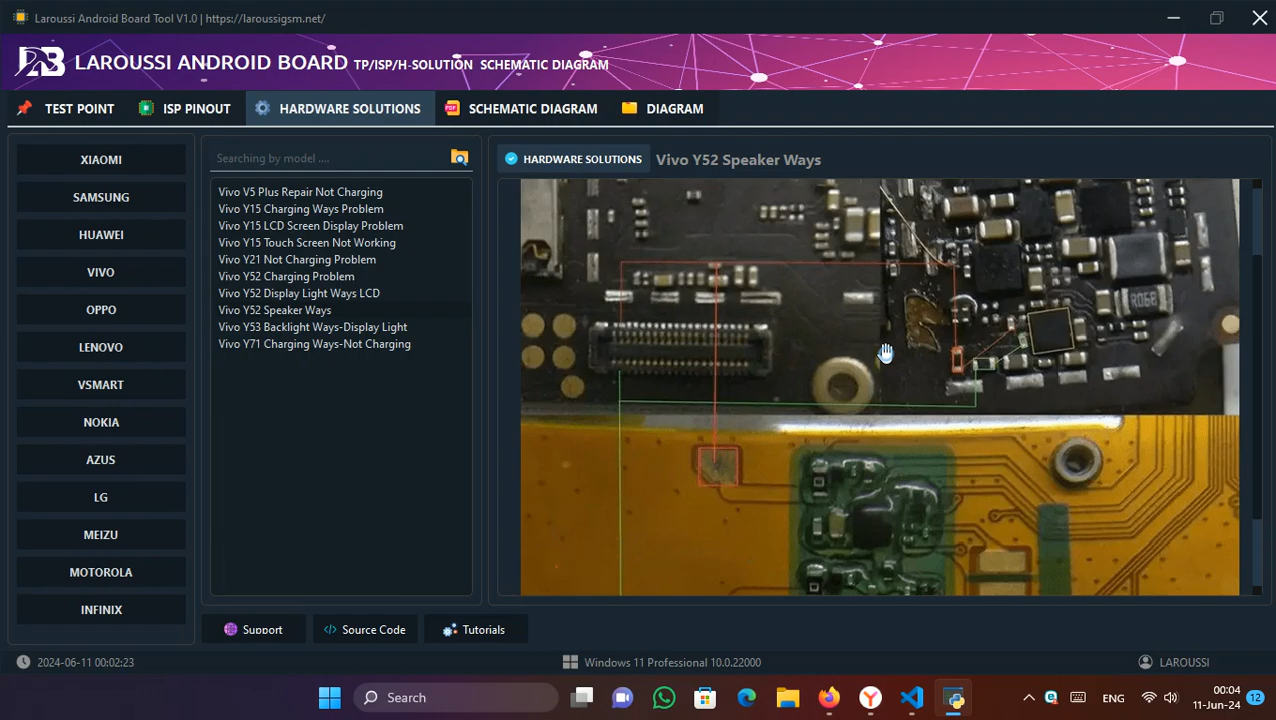 Laroussi Android Board Tool V1.0 | https://laroussigsm.net/
LAROUSSI ANDROID BOARD TP/ISP/H-SOLUTION SCHEMATIC DIAGRAM
TEST POINT
ISP PINOUT
HARDWARE SOLUTIONS
SCHEMATIC DIAGRAM
DIAGRAM
XIAOMI
SAMSUNG
HUAWEI
VIVO
OPPO
LENOVO
VSMART
NOKIA
AZUS
LG
MEIZU
MOTOROLA
INFINIX
Searching by model ....
Vivo V5 Plus Repair Not Charging
Vivo Y15 Charging Ways Problem
Vivo Y15 LCD Screen Display Problem
Vivo Y15 Touch Screen Not Working
Vivo Y21 Not Charging Problem
Vivo Y52 Charging Problem
Vivo Y52 Display Light Ways LCD
Vivo Y52 Speaker Ways
Vivo Y53 Backlight Ways-Display Light
Vivo Y71 Charging Ways-Not Charging
HARDWARE SOLUTIONS
Vivo Y52 Speaker Ways
R068
Support
Source Code
Tutorials
2024-06-11 00:02:23
Windows 11 Professional 10.0.22000
LAROUSSI
Search
ENG
00:04
11-Jun-24
12